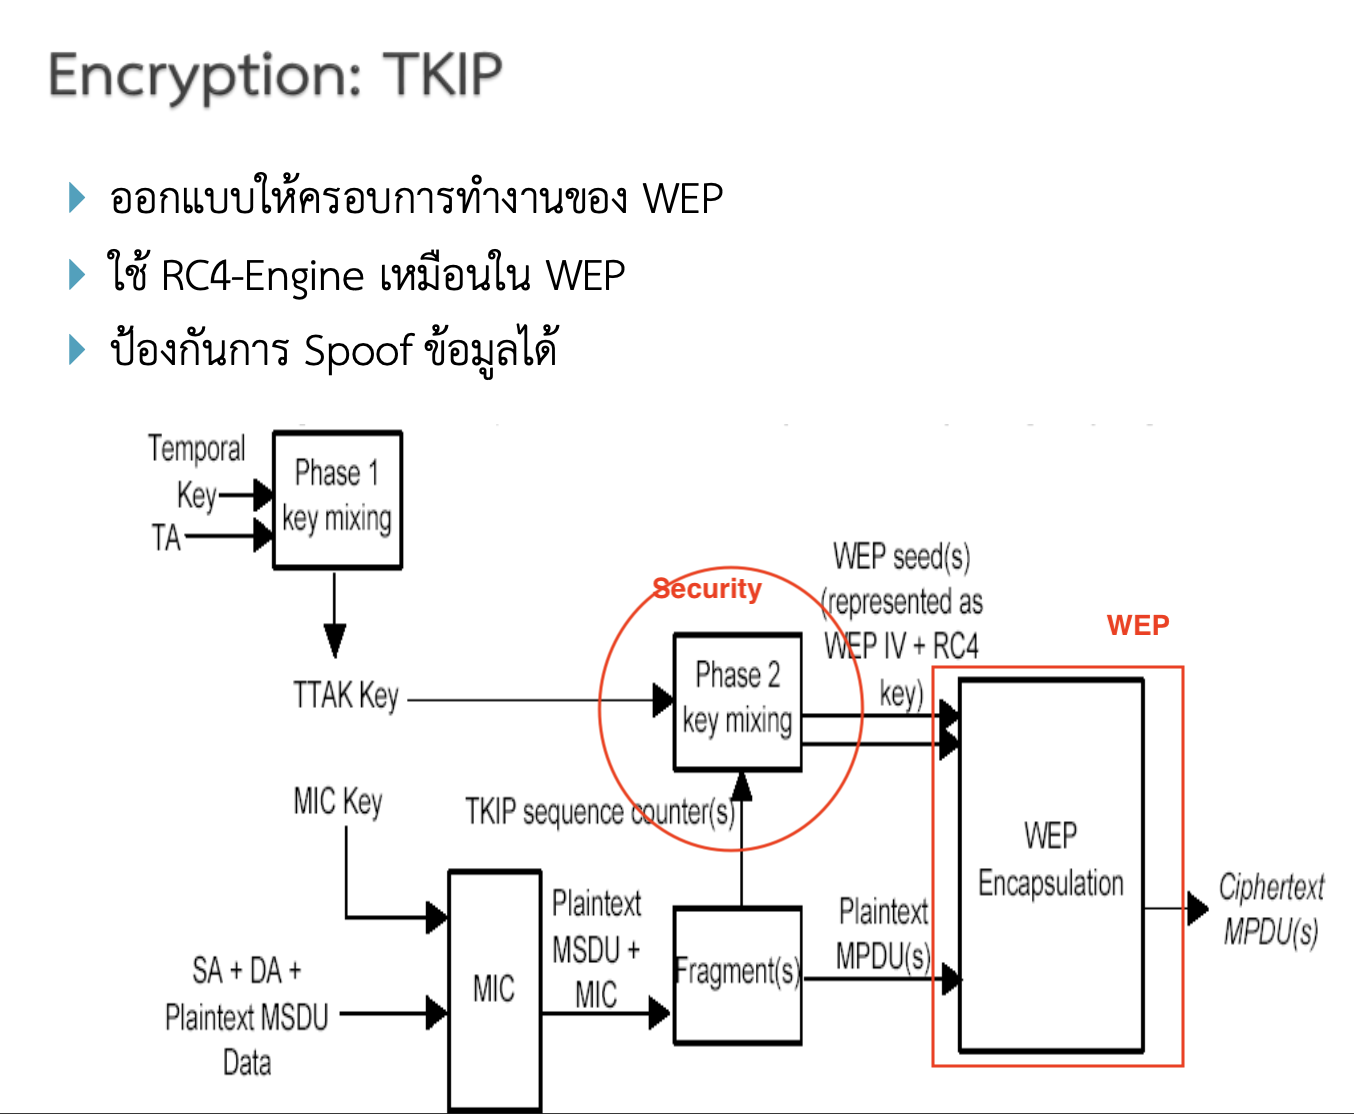 Encryption: TKIP
ออกแบบให้ครอบการทำงานของ WEP
ใช้ RC4-Engine เหมือนใน WEP
ป้องกันการ Spoof ข้อมูลได้
Temporal
Key
TA
Phase 1
key mixing
TTAK Key
Security
Phase 2
key mixing
WEP seed(s)
(represented as
WEP IV + RC4
key)
WEP
MIC Key
TKIP sequence counter(s)
SA + DA +
Plaintext MSDU
Data
MIC
Plaintext
MSDU +
MIC
Fragment(s)
Plaintext
MPDU(s)
WEP
Encapsulation
Ciphertext
MPDU(s)